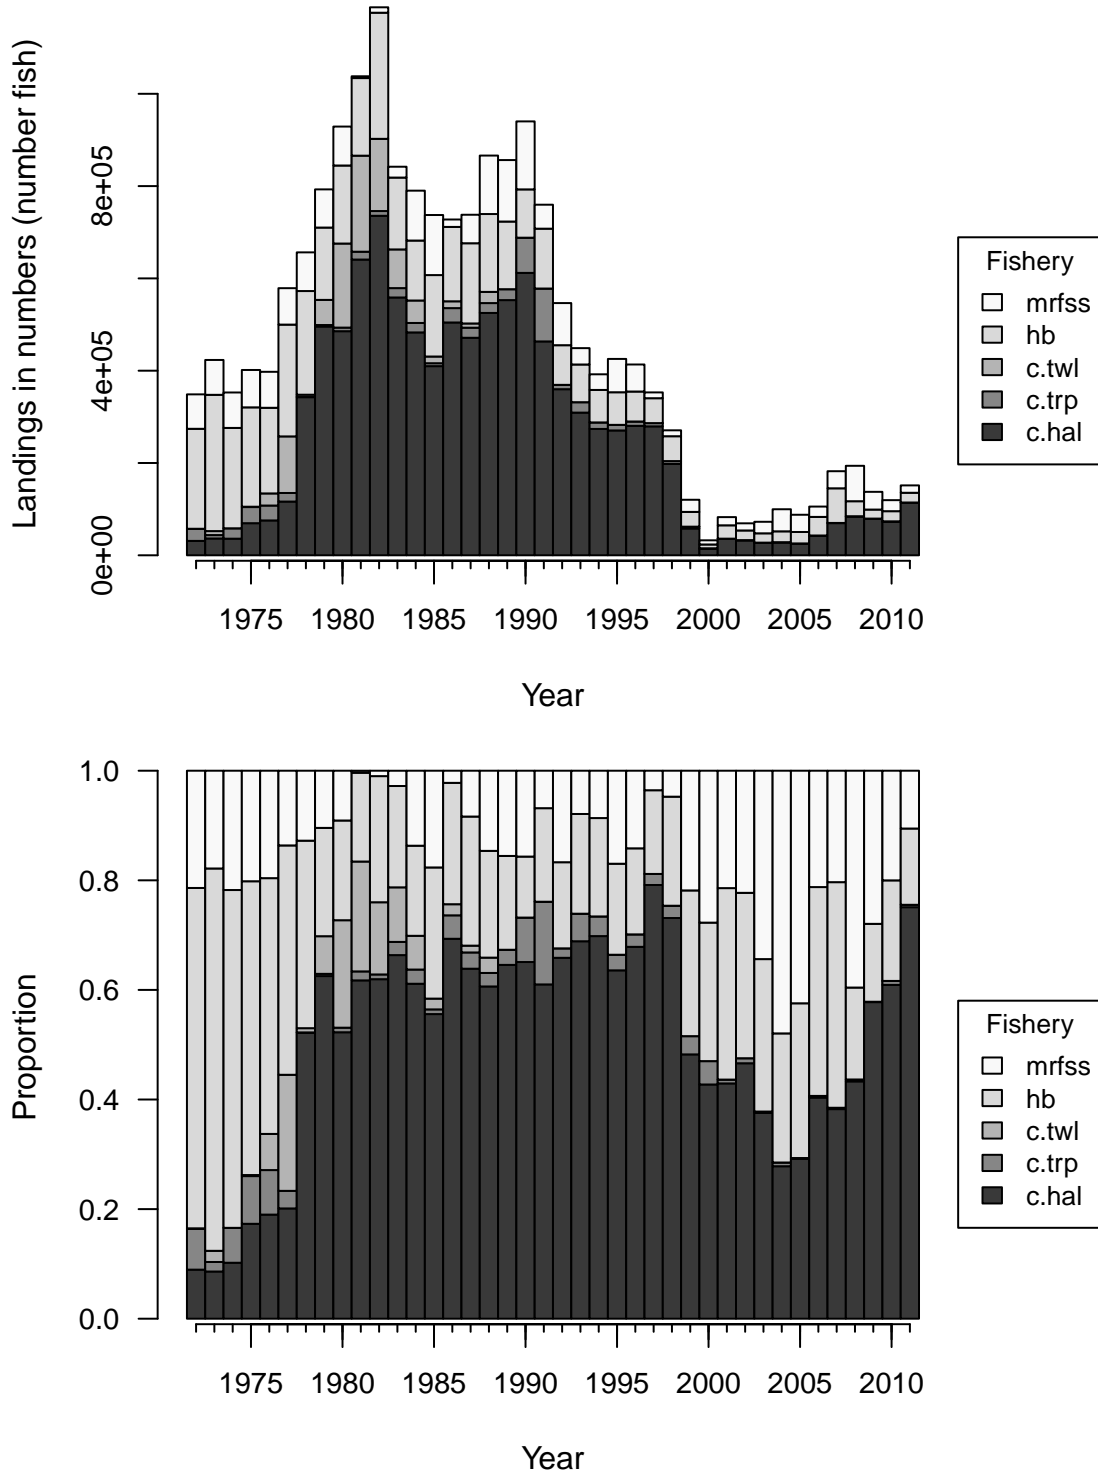 Landings in numbers (number fish)
8e+05
4e+05
0e+00
1975 1980 1985 1990 1995 2000 2005 2010
Year
Fishery
mrfss
hb
c.twl
c.trp
c.hal
Proportion
1.0
0.8
0.6
0.4
0.2
0.0
1975 1980 1985 1990 1995 2000 2005 2010
Year
Fishery
mrfss
hb
c.twl
c.trp
c.hal